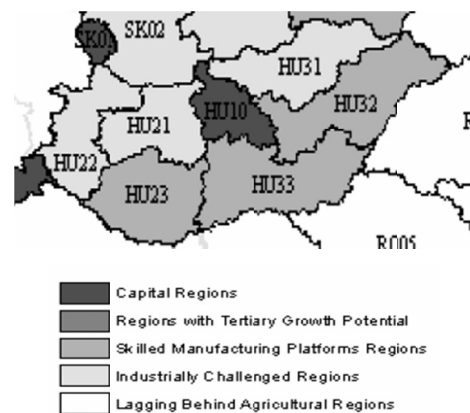 SK01
SK02
HU31
HU10
HU32
HU21
HU22
HU33
HU23
RO05
Capital Regions
Regions with Tertiary Growth Potential
Skilled Manufacturing Platforms Regions
Industrially Challenged Regions
Lagging Behind Agricultural Regions